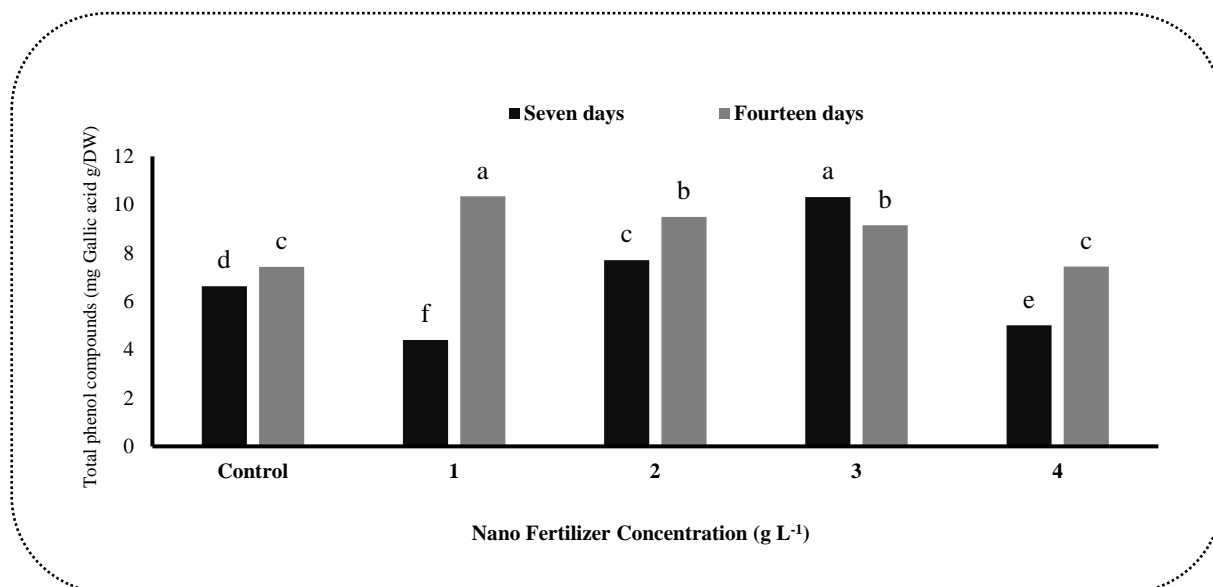 Seven days
Fourteen days
Total phenol compounds (mg Gallic acid g/DW)
12
10
8
6
4
2
0
d
c
f
a
c
b
a
b
e
c
Control
1
2
3
4
Nano Fertilizer Concentration (g L⁻¹)